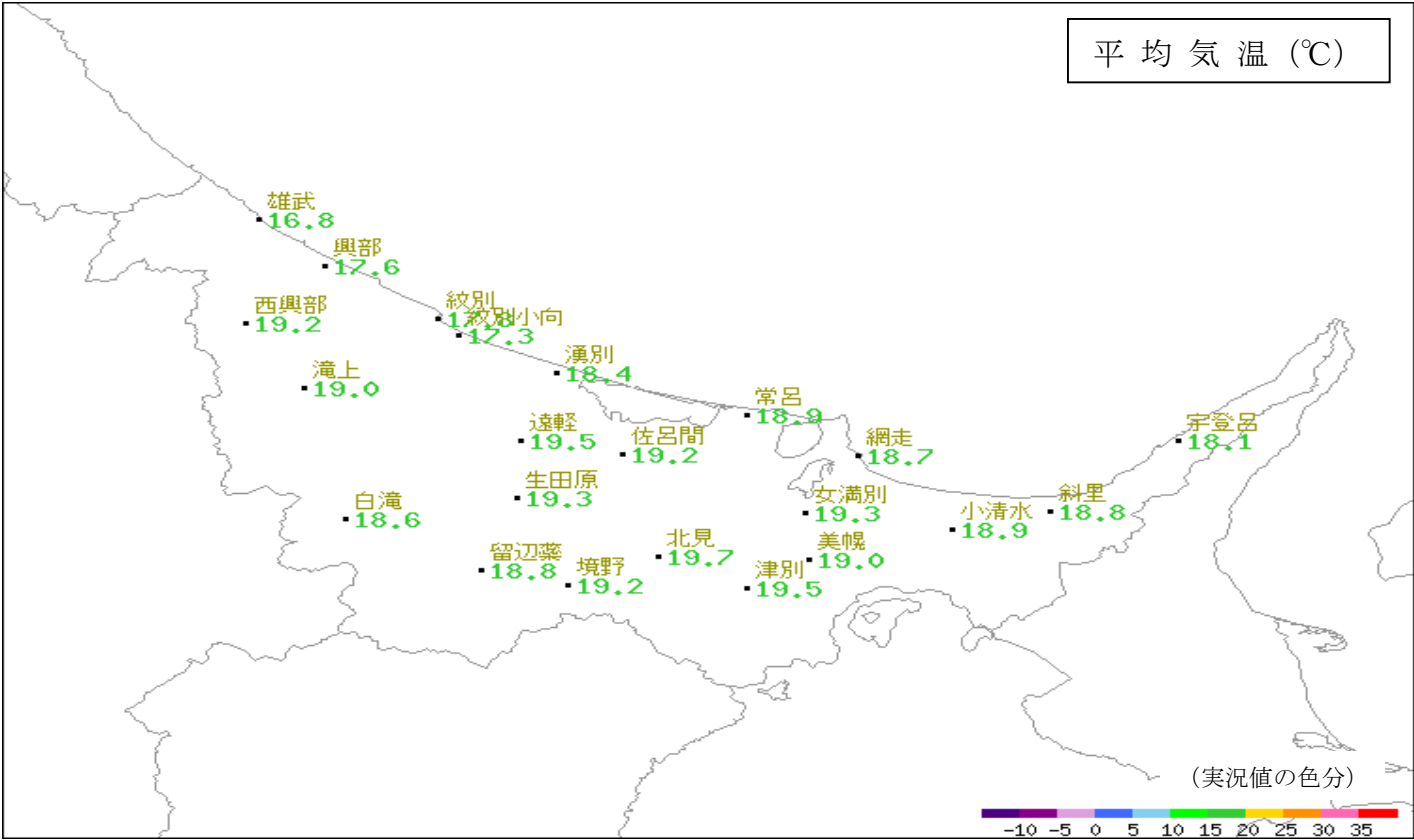 平均気温（℃）
雄武
16.8
興部
17.6
西興部
19.2
紋別
17.8
紋別小向
17.3
湧別
18.4
滝上
19.0
常呂
18.9
遠軽
19.5
佐呂間
19.2
網走
18.7
宇登呂
18.1
生田原
19.3
白滝
18.6
女満別
19.3
小清水
18.9
斜里
18.8
留辺蘂
18.8
境野
19.2
北見
19.7
美幌
19.0
津別
19.5
（実況値の色分）
-10 -5 0 5 10 15 20 25 30 35